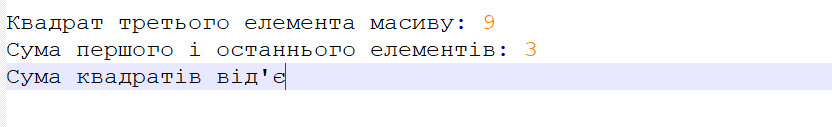 Квадрат третього елемента масиву: 9
Сума першого і останнього елементів: 3
Сума квадратів від'є